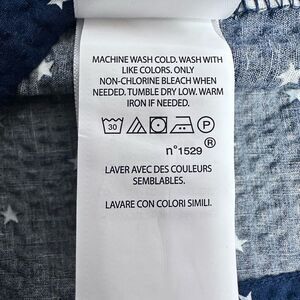 MACHINE WASH COLD. WASH WITH
LIKE COLORS. ONLY
NON-CHLORINE BLEACH WHEN
NEEDED. TUMBLE DRY LOW. WARM
IRON IF NEEDED.
30 P
n°1529®
LAVER AVEC DES COULEURS
SEMBLABLES.
LAVARE CON COLORI SIMILI.